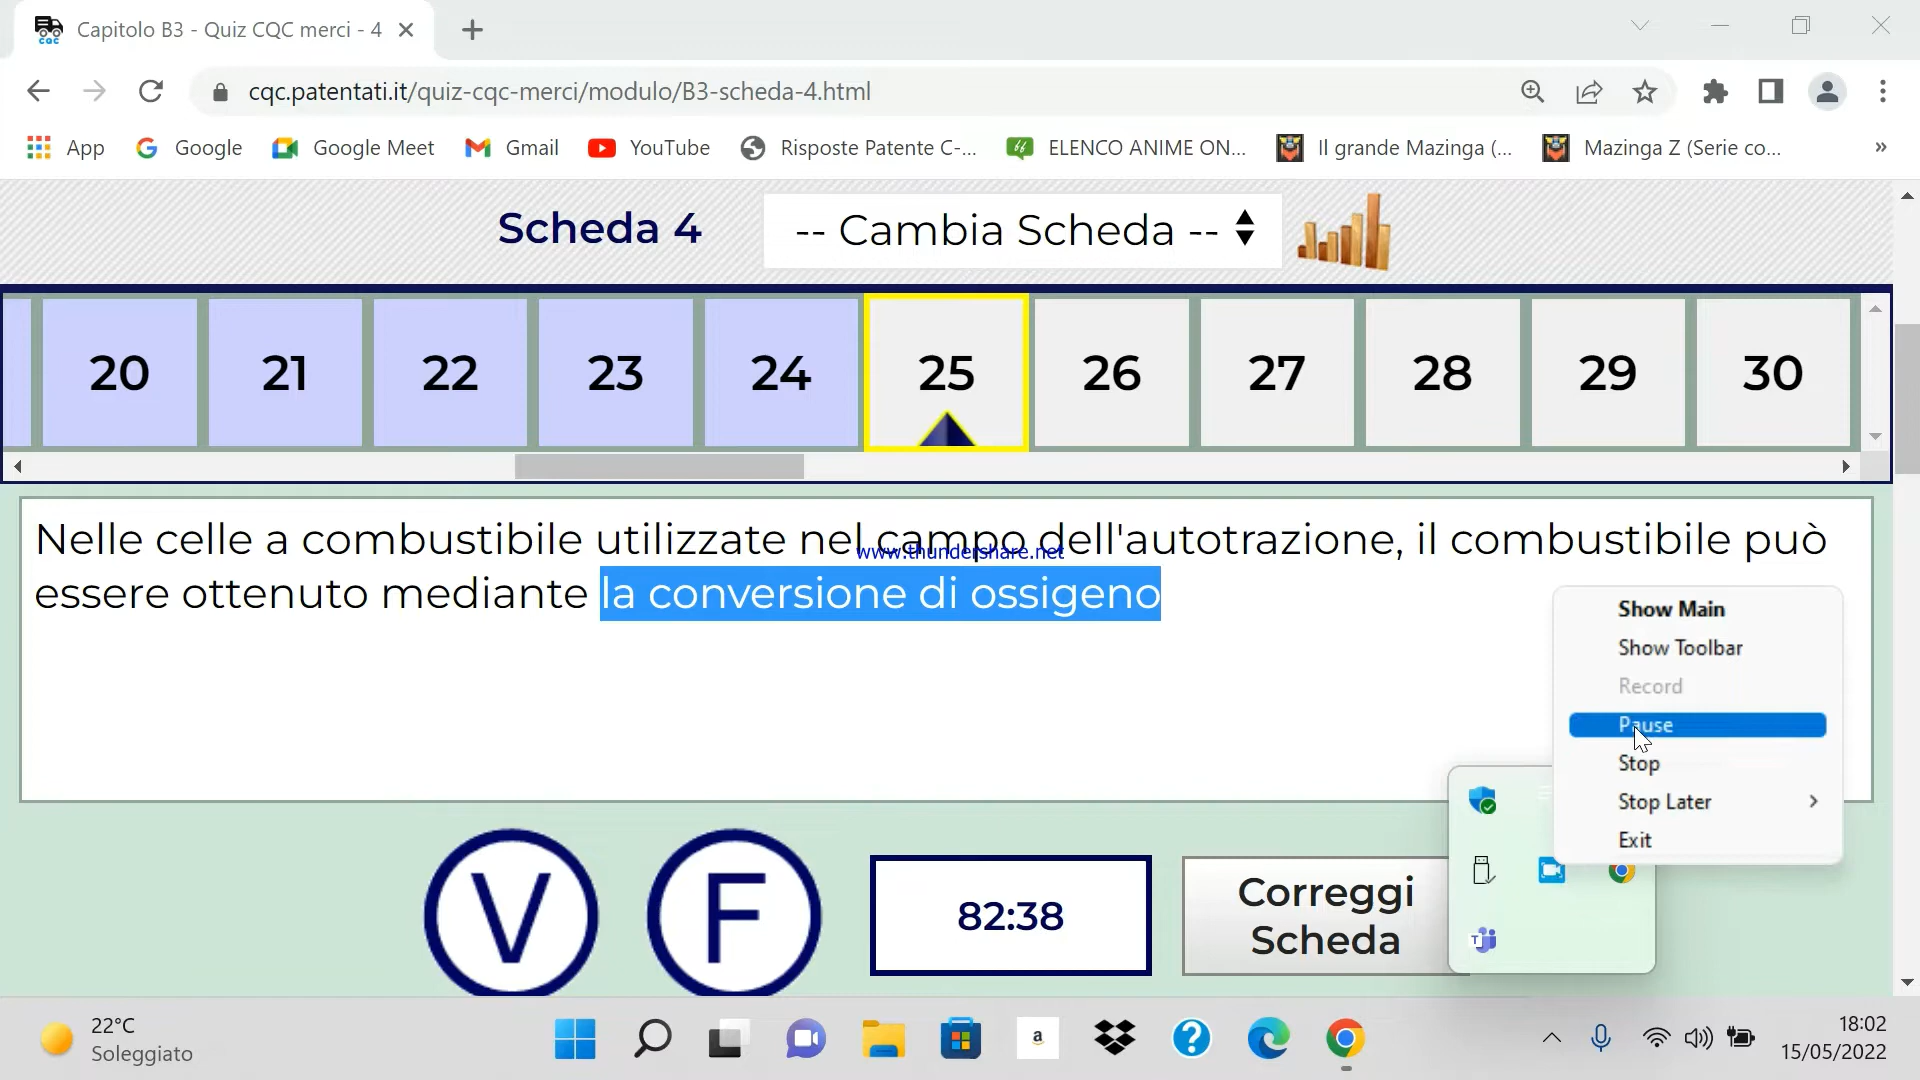 Capitolo B3 - Quiz CQC merci - 4
cqc.patentati.it/quiz-cqc-merci/modulo/B3-scheda-4.html
App Google Google Meet Gmail YouTube Risposte Patente C-... ELENCO ANIME ON... Il grande Mazinga (... Mazinga Z (Serie co... »
Scheda 4 -- Cambia Scheda --
20 21 22 23 24 25 26 27 28 29 30
Nelle celle a combustibile utilizzate nel campo dell'autotrazione, il combustibile può
www.thundershare.net
essere ottenuto mediante la conversione di ossigeno
Show Main
Show Toolbar
Record
Pause
Stop
Stop Later
Exit
V F 82:38 Correggi
Scheda
22°C
Soleggiato
18:02
15/05/2022